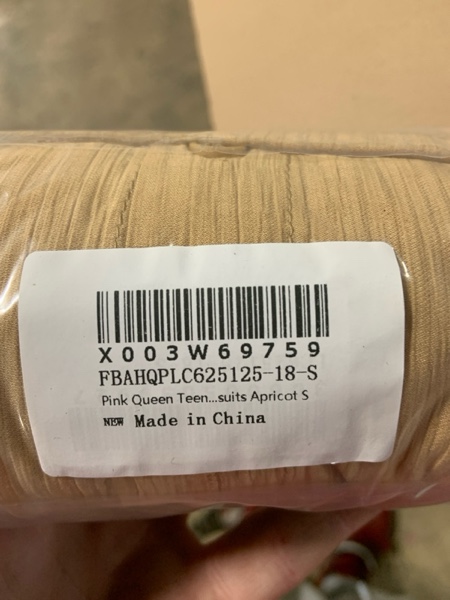 X003W69759
FBAHQPLC625125-18-S
Pink Queen Teen...suits Apricot S
NEW Made in China